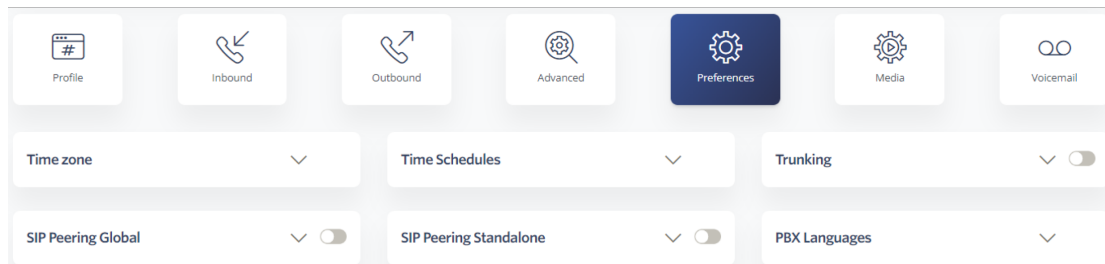 #
Profile
Inbound
Outbound
Advanced
Preferences
Media
Voicemail
Time zone
Time Schedules
Trunking
SIP Peering Global
SIP Peering Standalone
PBX Languages